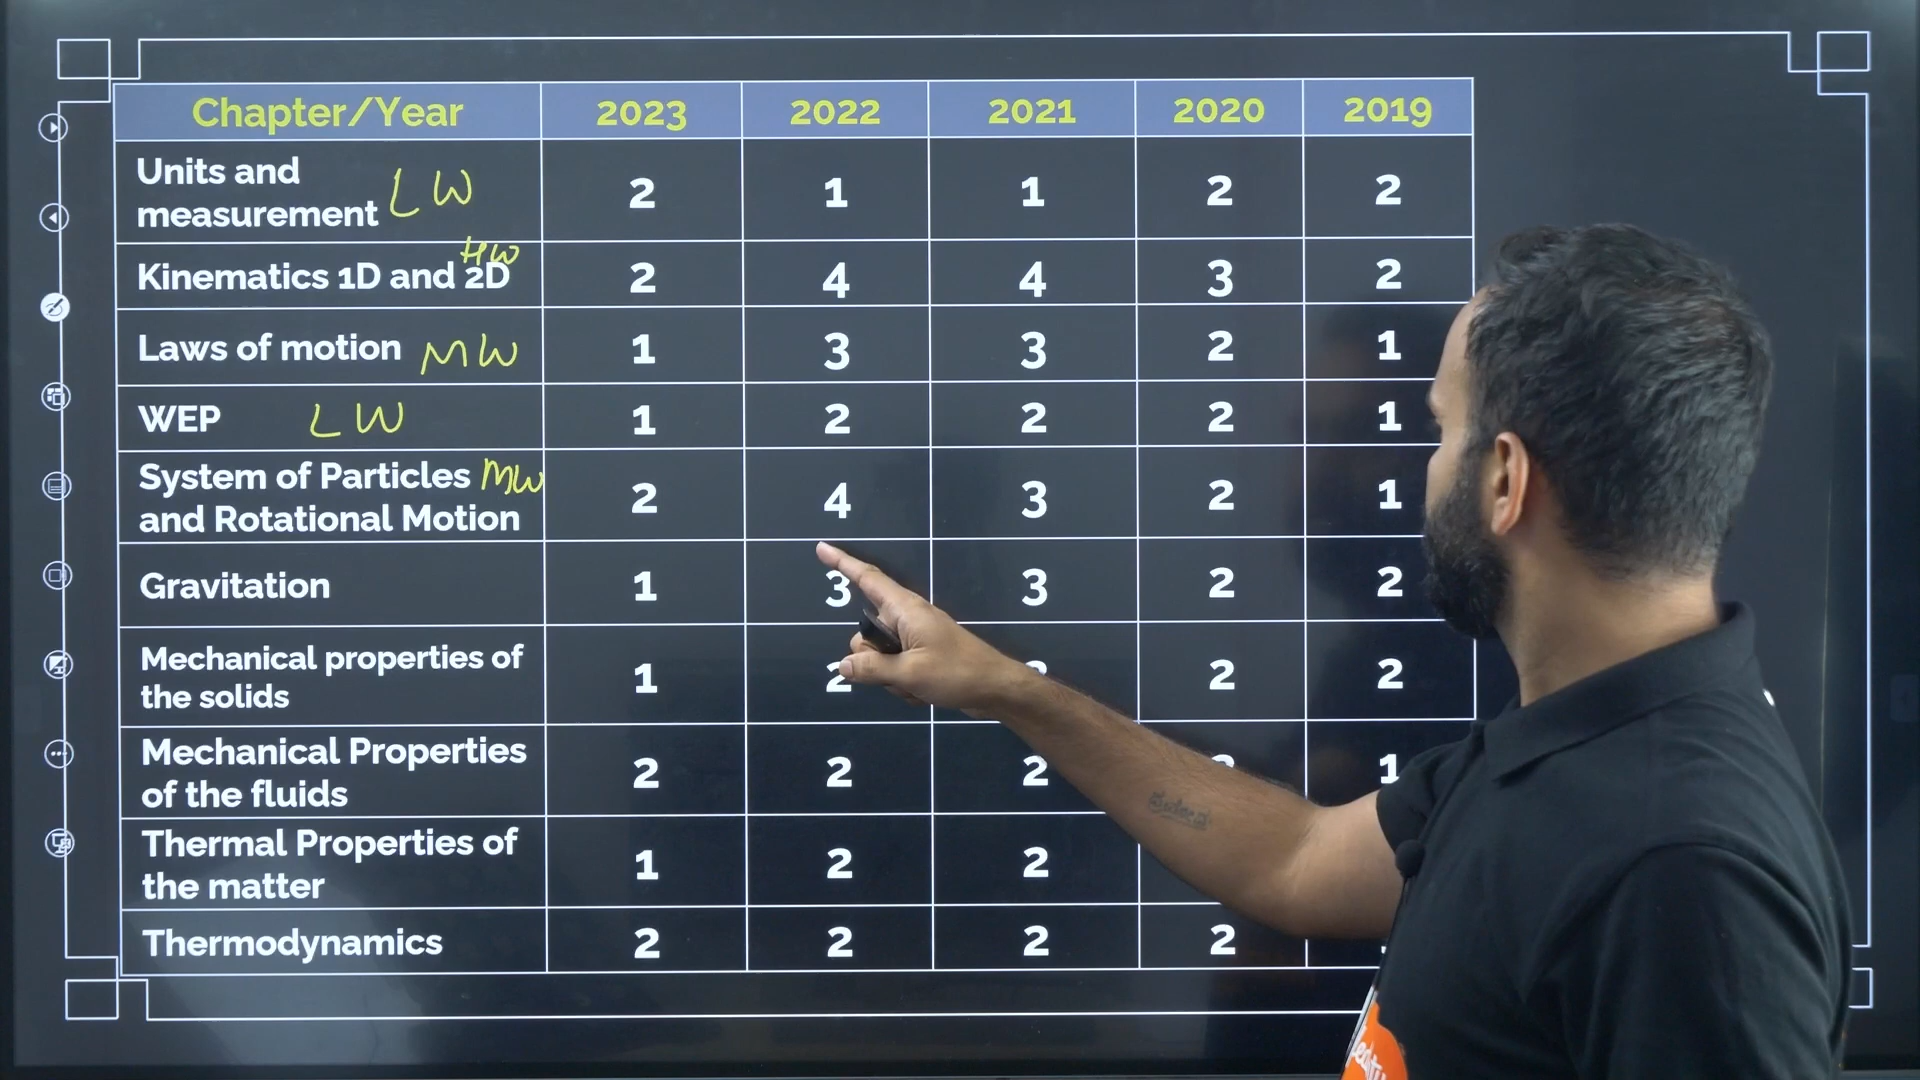 Chapter/Year 2023 2022 2021 2020 2019
Units and
measurement LW 2 1 1 2 2
HW
Kinematics 1D and 2D 2 4 4 3 2
Laws of motion MW 1 3 3 2 1
WEP LW 1 2 2 2 1
System of Particles MW
and Rotational Motion 2 4 3 2 1
Gravitation 1 3 3 2 2
Mechanical properties of
the solids 1 2 2 2
Mechanical Properties
of the fluids 2 2 2 1
Thermal Properties of
the matter 1 2 2
Thermodynamics 2 2 2 2